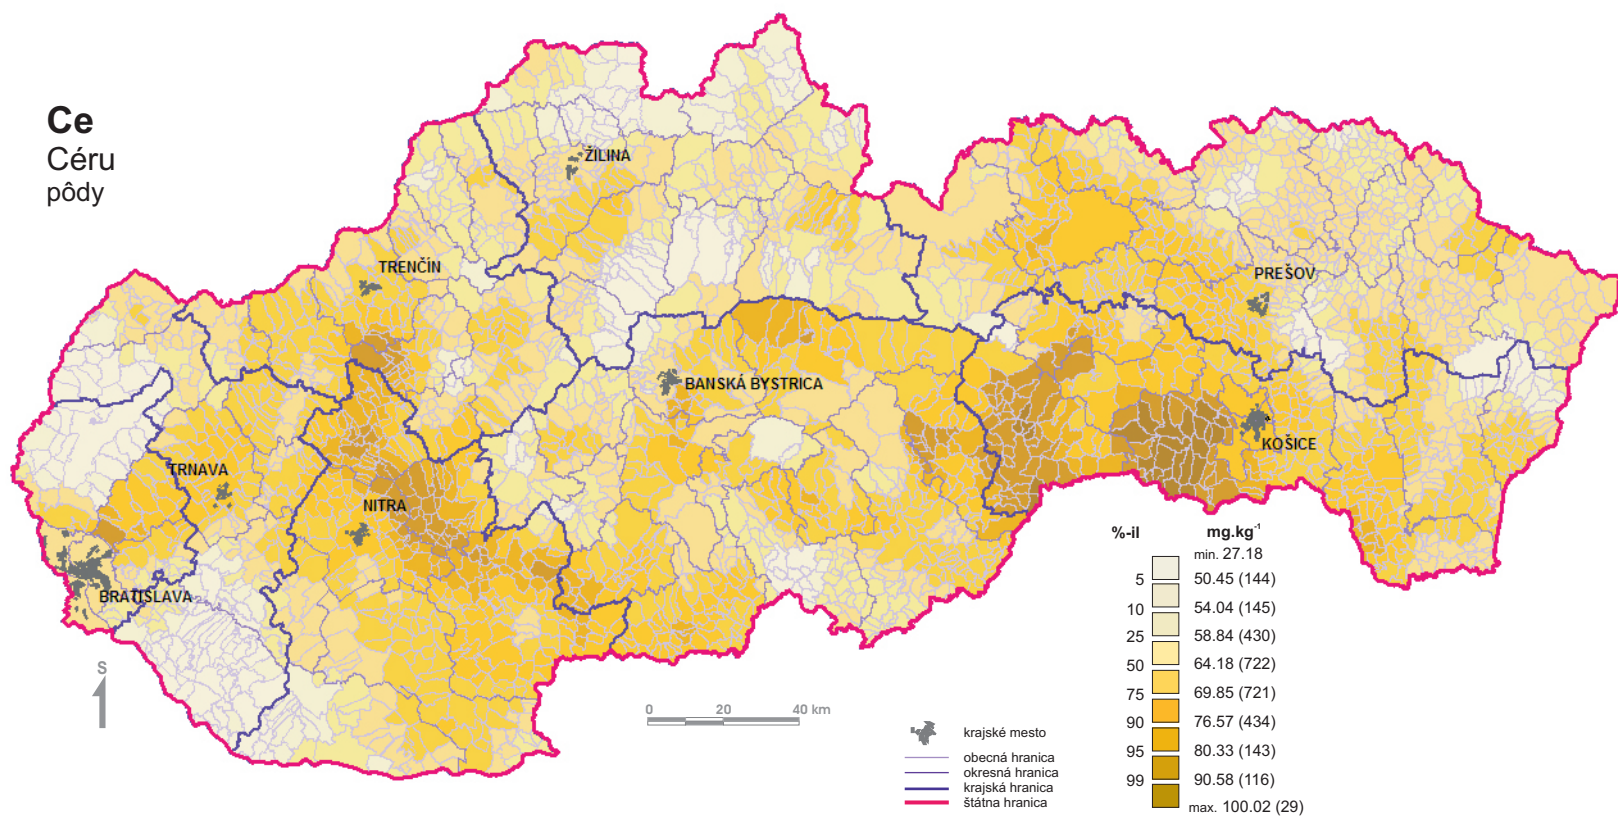 Ce
Céru
pôdy
ŽILINA
TRENČÍN
PREŠOV
BANSKÁ BYSTRICA
TRNAVA
NITRA
KOŠICE
BRATISLAVA
S
0 20 40 km
krajské mesto
obecná hranica
okresná hranica
krajská hranica
štátna hranica
%-il mg.kg⁻¹
min. 27.18
5 50.45 (144)
10 54.04 (145)
25 58.84 (430)
50 64.18 (722)
75 69.85 (721)
90 76.57 (434)
95 80.33 (143)
99 90.58 (116)
max. 100.02 (29)